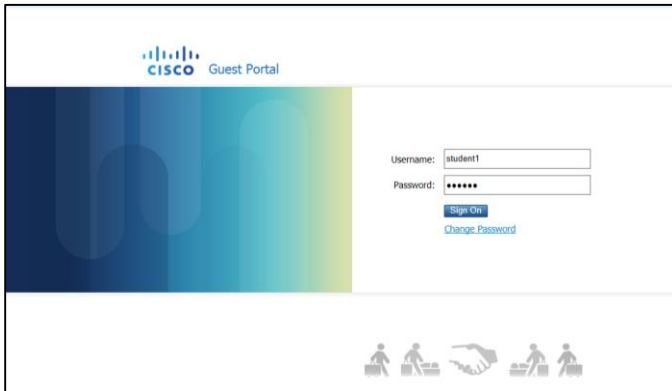 CISCO Guest Portal
Username: student1
Password: ••••••
Sign On
Change Password